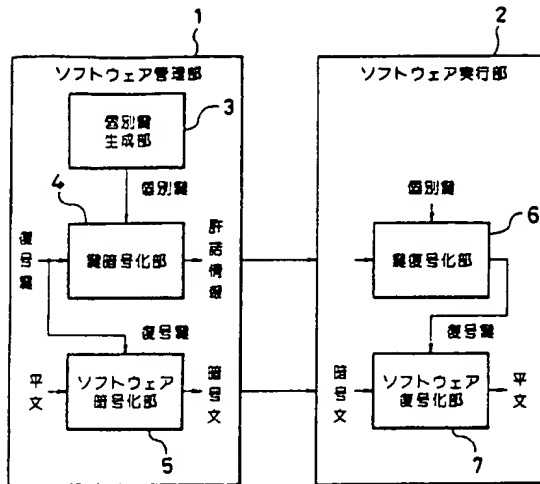 1
2
ソフトウェア管理部
ソフトウェア実行部
個別鍵
生成部
3
個別鍵
個別鍵
4
6
復号鍵
鍵暗号化部
許諾情報
鍵復号化部
復号鍵
復号鍵
平文
ソフトウェア
暗号化部
暗号文
暗号文
ソフトウェア
復号化部
平文
5
7